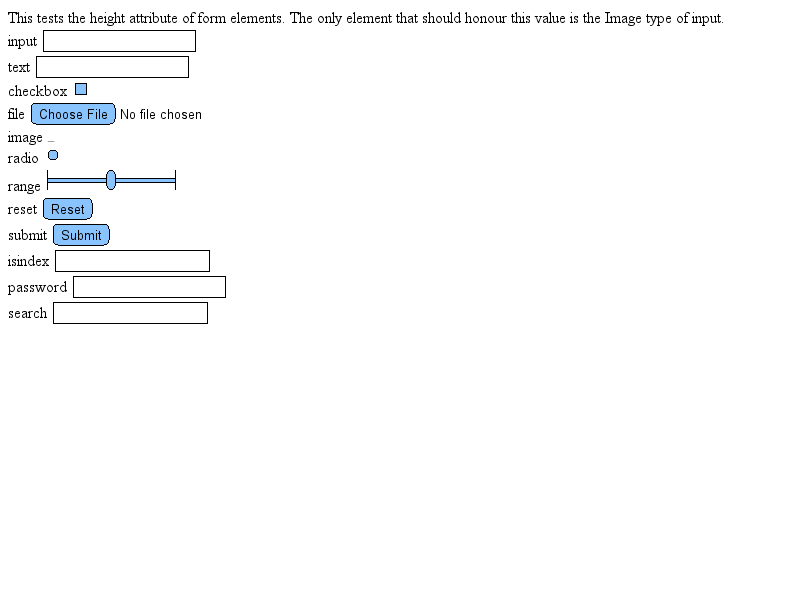 This tests the height attribute of form elements. The only element that should honour this value is the Image type of input.
input
text
checkbox
file Choose File No file chosen
image
radio
range
reset Reset
submit Submit
isindex
password
search